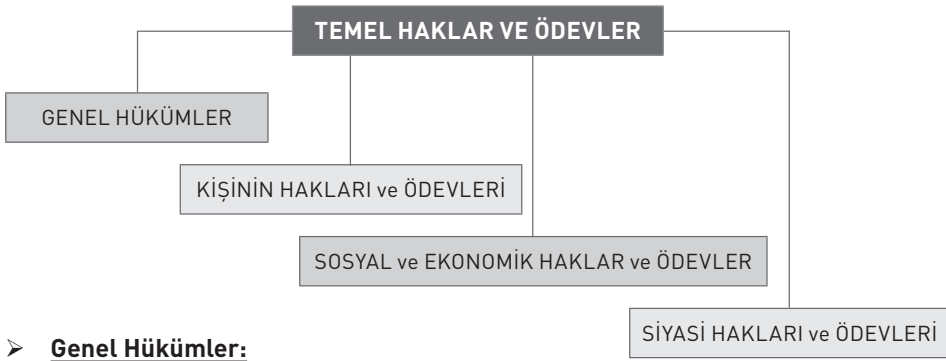 TEMEL HAKLAR VE ÖDEVLER
GENEL HÜKÜMLER
KİŞİNİN HAKLARI ve ÖDEVLERİ
SOSYAL ve EKONOMİK HAKLAR ve ÖDEVLER
SİYASİ HAKLARI ve ÖDEVLERİ
➢ Genel Hükümler: